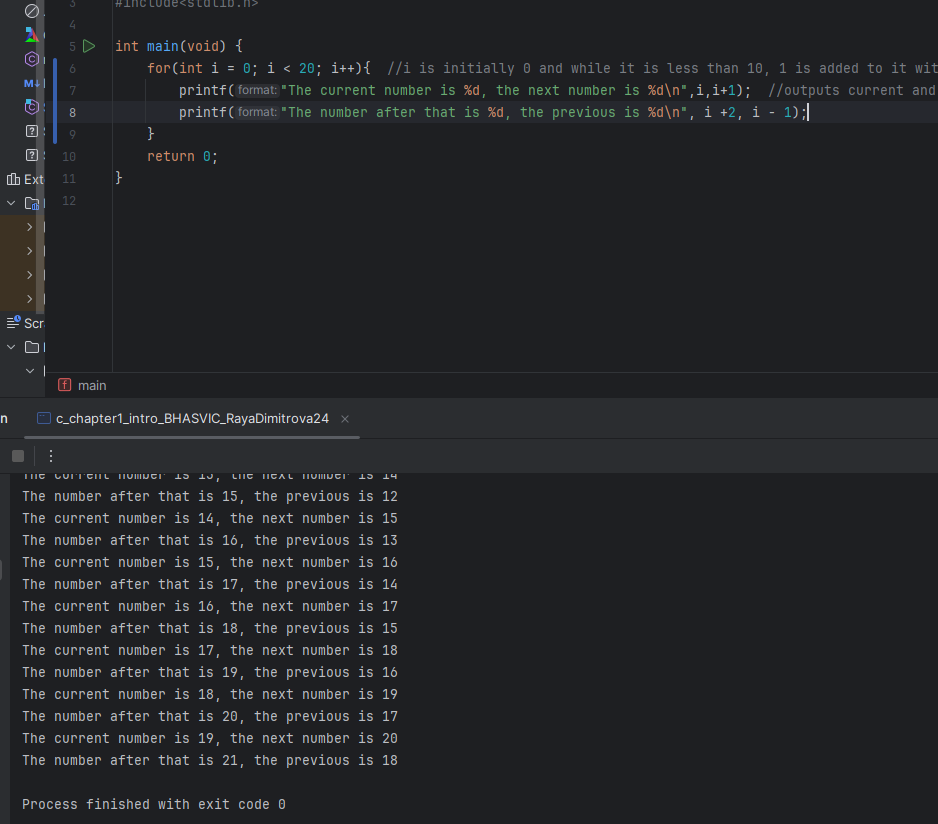 3 #include<stdlib.h>
4
5 int main(void) {
6 for(int i = 0; i < 20; i++){ //i is initially 0 and while it is less than 10, 1 is added to it wit
7 printf(format:"The current number is %d, the next number is %d\n",i,i+1); //outputs current and
8 printf(format:"The number after that is %d, the previous is %d\n", i +2, i - 1);
9 }
10 return 0;
11 }
12
M↓
Ext
Scr
f main
n c_chapter1_intro_BHASVIC_RayaDimitrova24
The current number is 13, the next number is 14
The number after that is 15, the previous is 12
The current number is 14, the next number is 15
The number after that is 16, the previous is 13
The current number is 15, the next number is 16
The number after that is 17, the previous is 14
The current number is 16, the next number is 17
The number after that is 18, the previous is 15
The current number is 17, the next number is 18
The number after that is 19, the previous is 16
The current number is 18, the next number is 19
The number after that is 20, the previous is 17
The current number is 19, the next number is 20
The number after that is 21, the previous is 18
Process finished with exit code 0